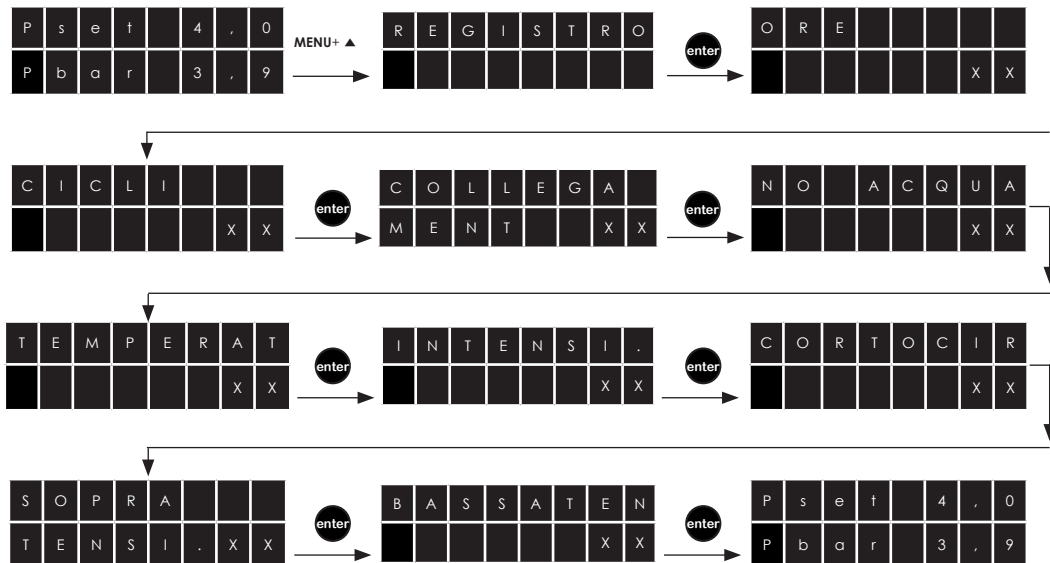 Pset 4,0
Pbar 3,9
MENU+ ▲
REGISTRO
enter
ORE
XX
CICLI
XX
enter
COLLEGA
MENT XX
enter
NO ACQUA
XX
TEMPERAT
XX
enter
INTENSI.
XX
enter
CORTOCIR
XX
SOPRA
TENSI.XX
enter
BASSATEN
XX
enter
Pset 4,0
Pbar 3,9